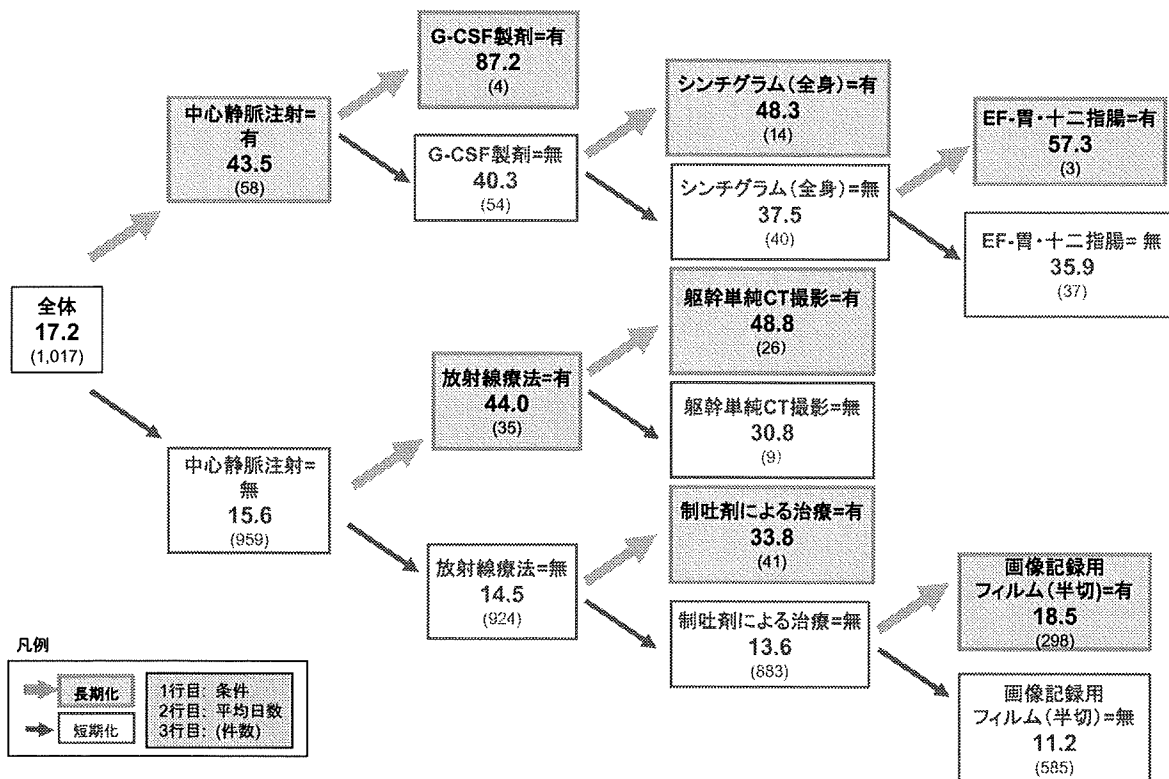 G-CSF製剤=有
87.2
(4)
中心静脈注射=
有
43.5
(58)
G-CSF製剤=無
40.3
(54)
シンチグラム(全身)=有
48.3
(14)
シンチグラム(全身)=無
37.5
(40)
EF-胃・十二指腸=有
57.3
(3)
EF-胃・十二指腸= 無
35.9
(37)
全体
17.2
(1,017)
躯幹単純CT撮影=有
48.8
(26)
放射線療法=有
44.0
(35)
躯幹単純CT撮影=無
30.8
(9)
中心静脈注射=
無
15.6
(959)
制吐剤による治療=有
33.8
(41)
放射線療法=無
14.5
(924)
制吐剤による治療=無
13.6
(883)
画像記録用
フィルム(半切)=有
18.5
(298)
画像記録用
フィルム(半切)=無
11.2
(585)
凡例
長期化
短期化
1行目: 条件
2行目: 平均日数
3行目: (件数)